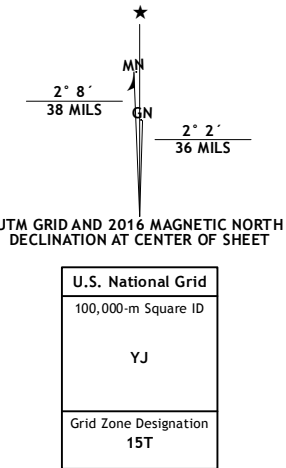 ★
MN
2° 8´
38 MILS
GN
2° 2´
36 MILS
UTM GRID AND 2016 MAGNETIC NORTH
DECLINATION AT CENTER OF SHEET
U.S. National Grid
100,000-m Square ID
YJ
Grid Zone Designation
15T